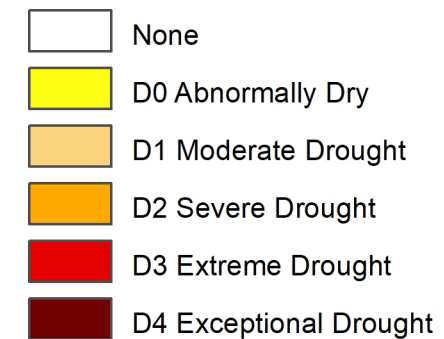 None
D0 Abnormally Dry
D1 Moderate Drought
D2 Severe Drought
D3 Extreme Drought
D4 Exceptional Drought